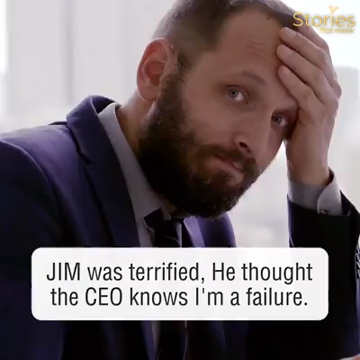 Stories
JIM was terrified, He thought
the CEO knows I'm a failure.